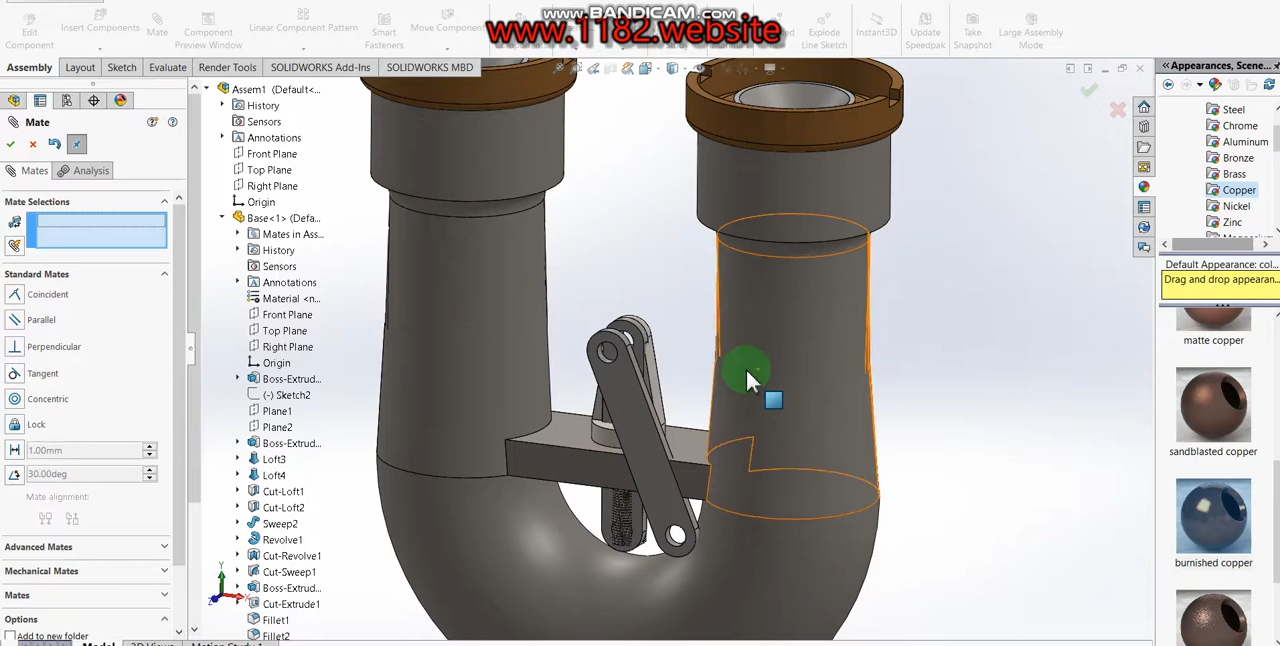 WWW.BANDICAM.COM
www.1182.website
Edit Component
Insert Components
Mate
Component Preview Window
Linear Component Pattern
Smart Fasteners
Move Component
Explode Line Sketch
Instant3D
Update Speedpak
Take Snapshot
Large Assembly Mode
Assembly Layout Sketch Evaluate Render Tools SOLIDWORKS Add-Ins SOLIDWORKS MBD
Mate
Mates Analysis
Mate Selections
Standard Mates
Coincident
Parallel
Perpendicular
Tangent
Concentric
Lock
1.00mm
30.00deg
Mate alignment:
Advanced Mates
Mechanical Mates
Mates
Options
Add to new folder
Assem1 (Default<...
History
Sensors
Annotations
Front Plane
Top Plane
Right Plane
Origin
Base<1> (Defa...
Mates in Ass...
History
Sensors
Annotations
Material <n...
Front Plane
Top Plane
Right Plane
Origin
Boss-Extrud...
(-) Sketch2
Plane1
Plane2
Boss-Extrud...
Loft3
Loft4
Cut-Loft1
Cut-Loft2
Sweep2
Revolve1
Cut-Revolve1
Cut-Sweep1
Boss-Extrud...
Cut-Extrude1
Fillet1
Fillet2
Y
X
Z
Model 3D Views Motion Study 1
Appearances, Scene...
Steel
Chrome
Aluminum
Bronze
Brass
Copper
Nickel
Zinc
Default Appearance: col...
Drag and drop appearan...
matte copper
sandblasted copper
burnished copper